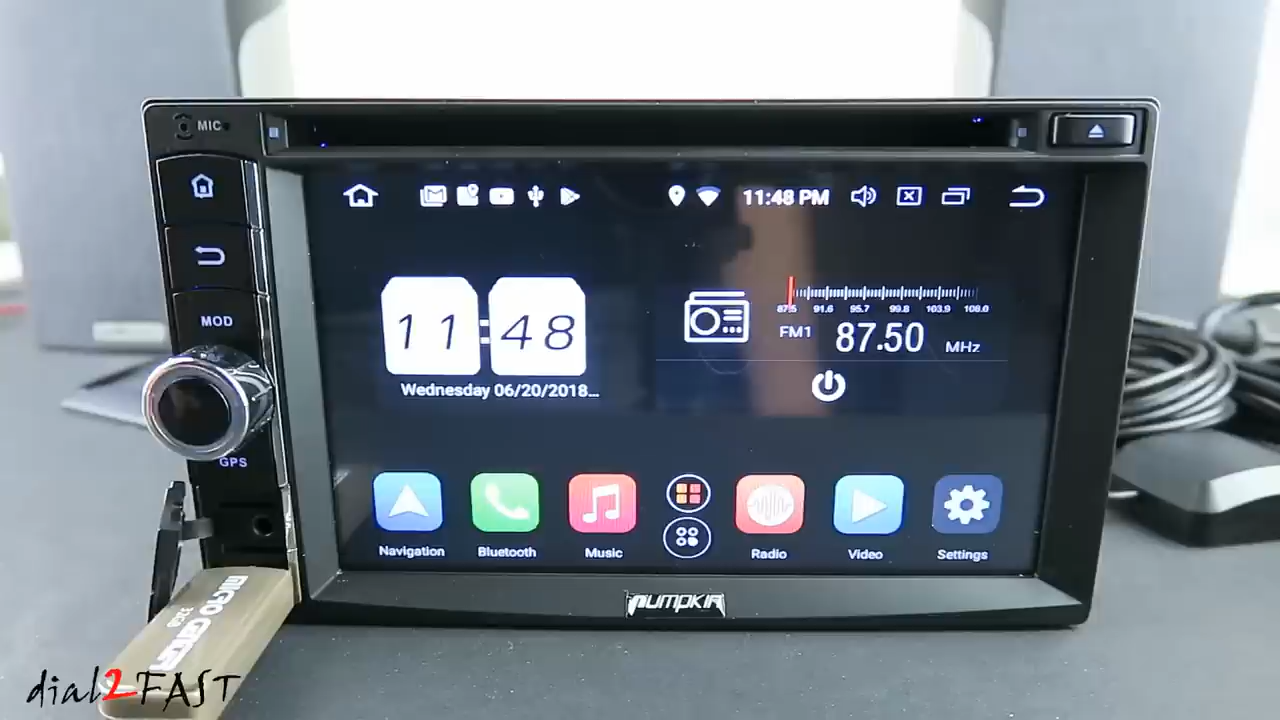 MIC
11:48 PM
MOD
GPS
11:48
Wednesday 06/20/2018...
87.5 91.6 95.7 99.8 103.9 108.0
FM1 87.50 MHz
Navigation
Bluetooth
Music
Radio
Video
Settings
PUMPKIN
32GB
dial2FAST